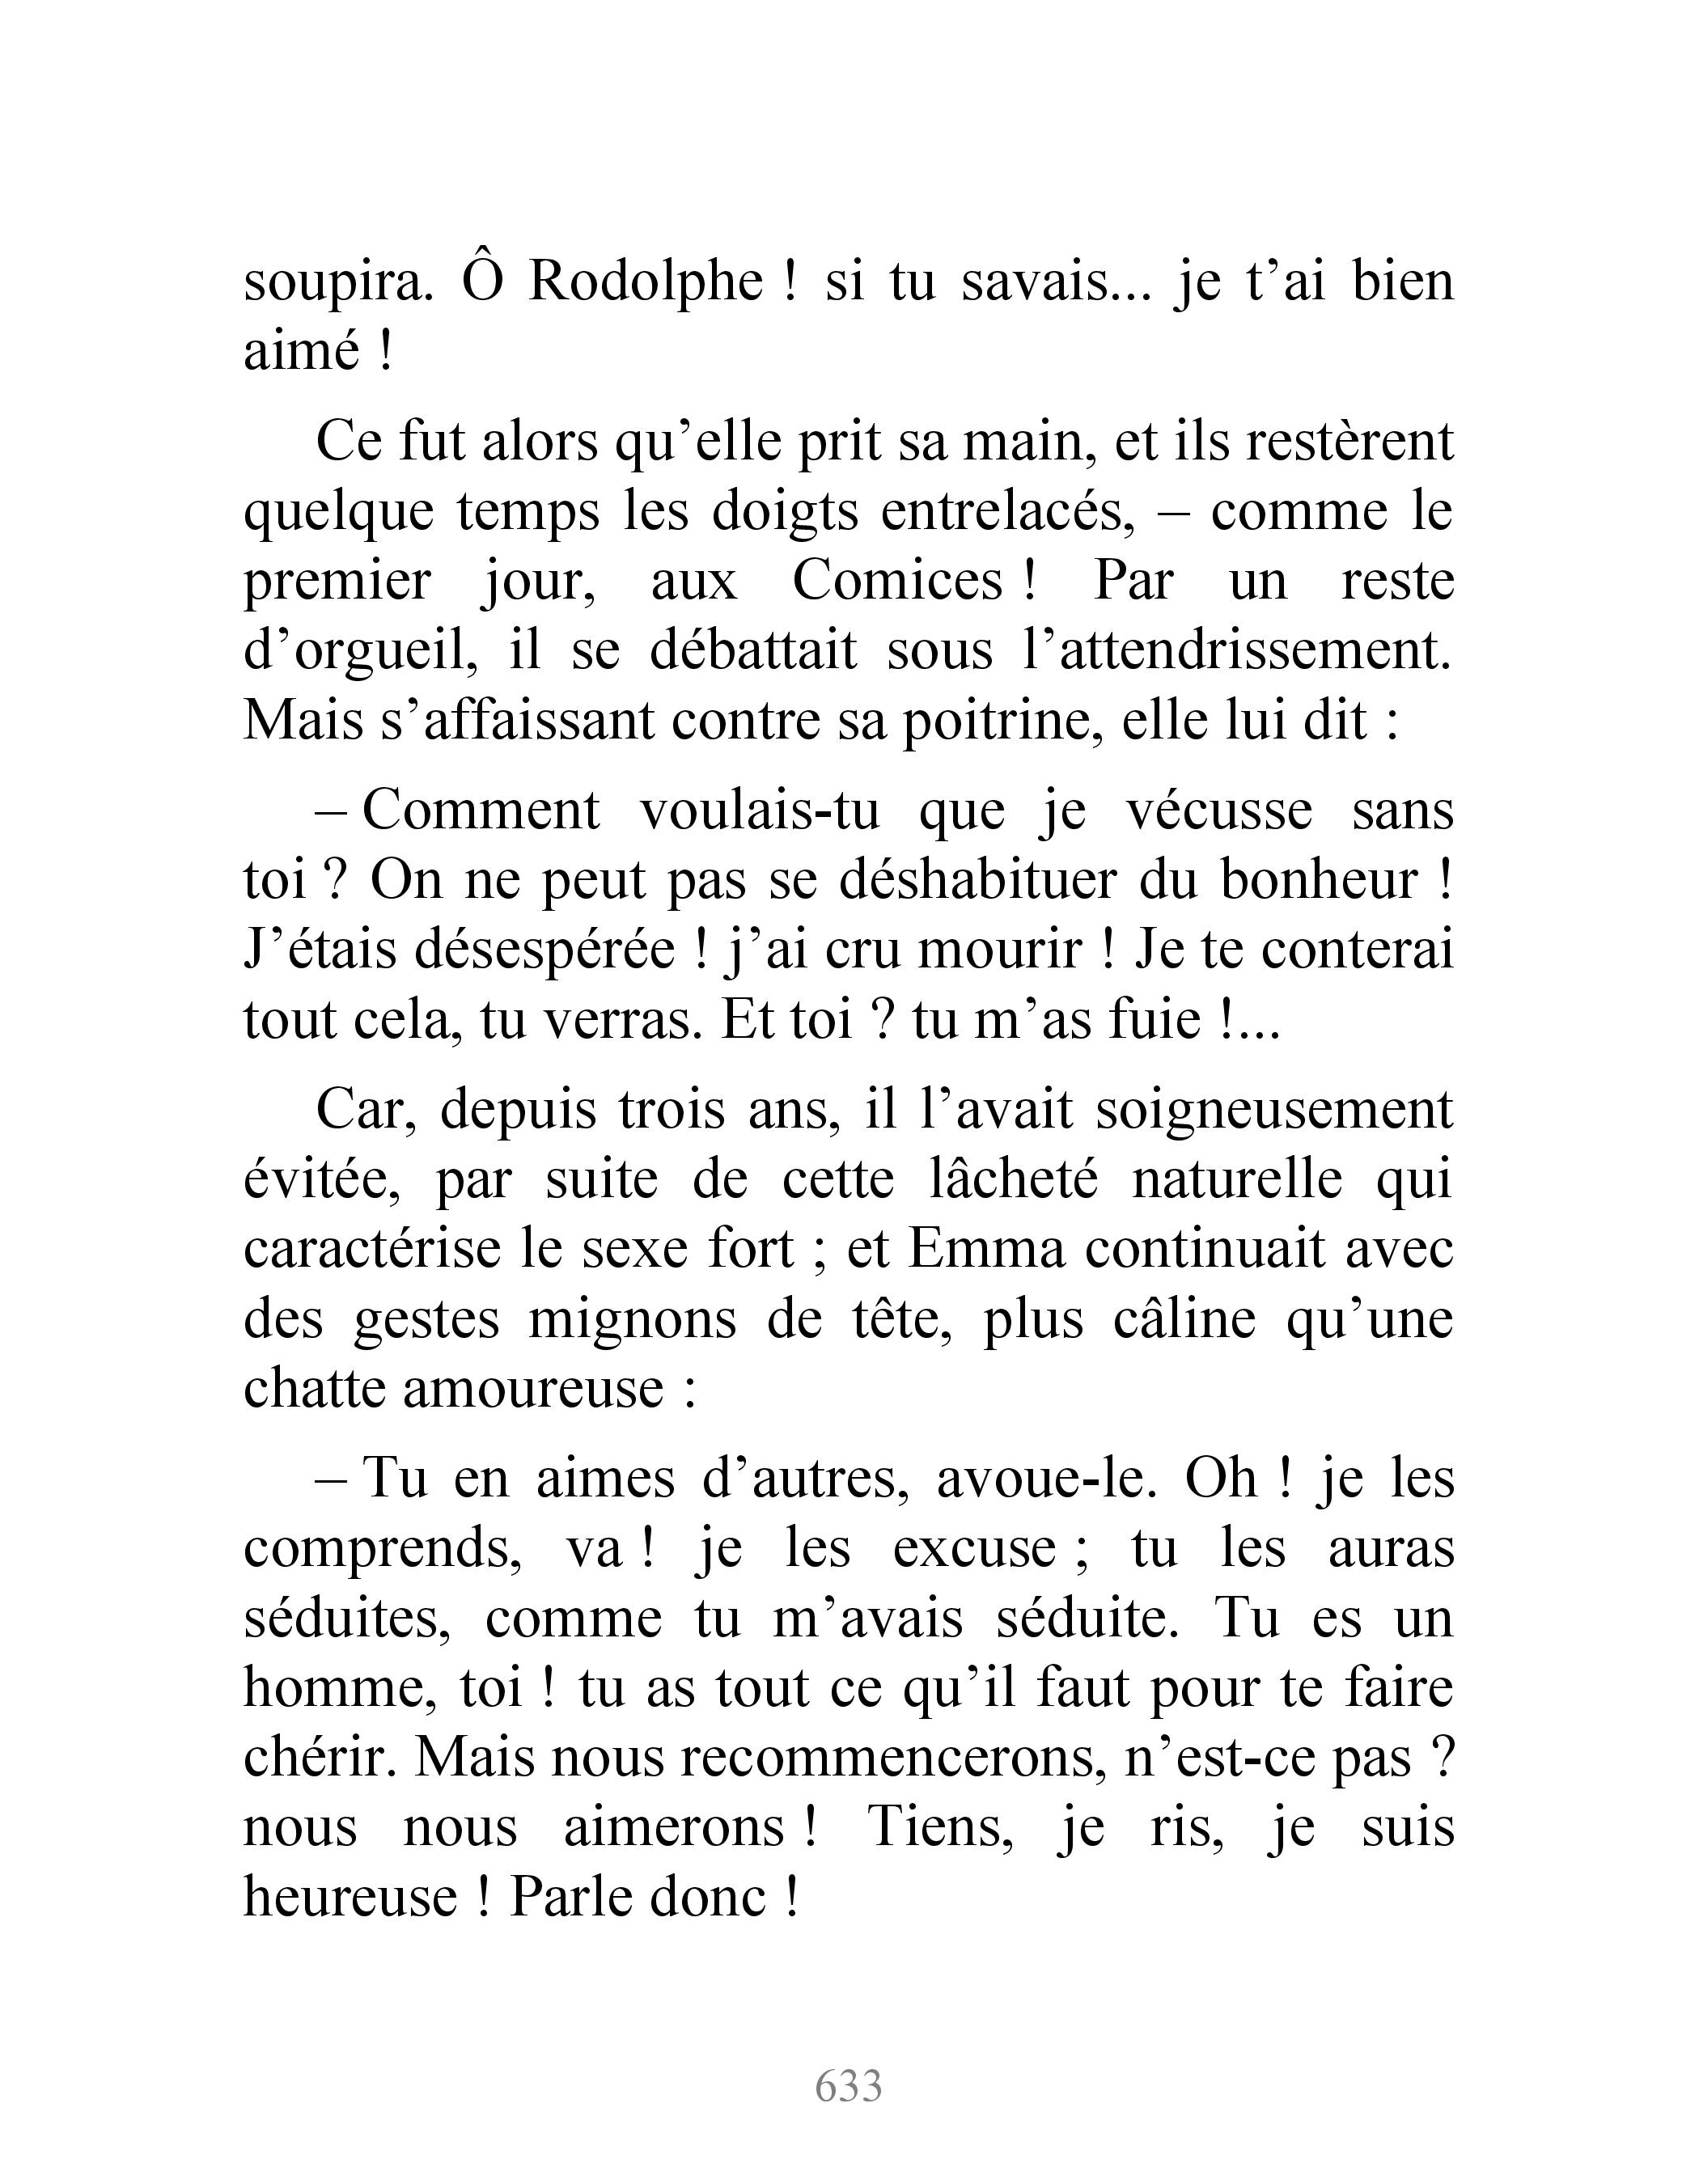 soupira. Ô Rodolphe ! si tu savais... je t’ai bien
aimé !
Ce fut alors qu’elle prit sa main, et ils restèrent
quelque temps les doigts entrelacés, – comme le
premier jour, aux Comices ! Par un reste
d’orgueil, il se débattait sous l’attendrissement.
Mais s’affaissant contre sa poitrine, elle lui dit :
– Comment voulais-tu que je vécusse sans
toi ? On ne peut pas se déshabituer du bonheur !
J’étais désespérée ! j’ai cru mourir ! Je te conterai
tout cela, tu verras. Et toi ? tu m’as fuie !...
Car, depuis trois ans, il l’avait soigneusement
évitée, par suite de cette lâcheté naturelle qui
caractérise le sexe fort ; et Emma continuait avec
des gestes mignons de tête, plus câline qu’une
chatte amoureuse :
– Tu en aimes d’autres, avoue-le. Oh ! je les
comprends, va ! je les excuse ; tu les auras
séduites, comme tu m’avais séduite. Tu es un
homme, toi ! tu as tout ce qu’il faut pour te faire
chérir. Mais nous recommencerons, n’est-ce pas ?
nous nous aimerons ! Tiens, je ris, je suis
heureuse ! Parle donc !
633